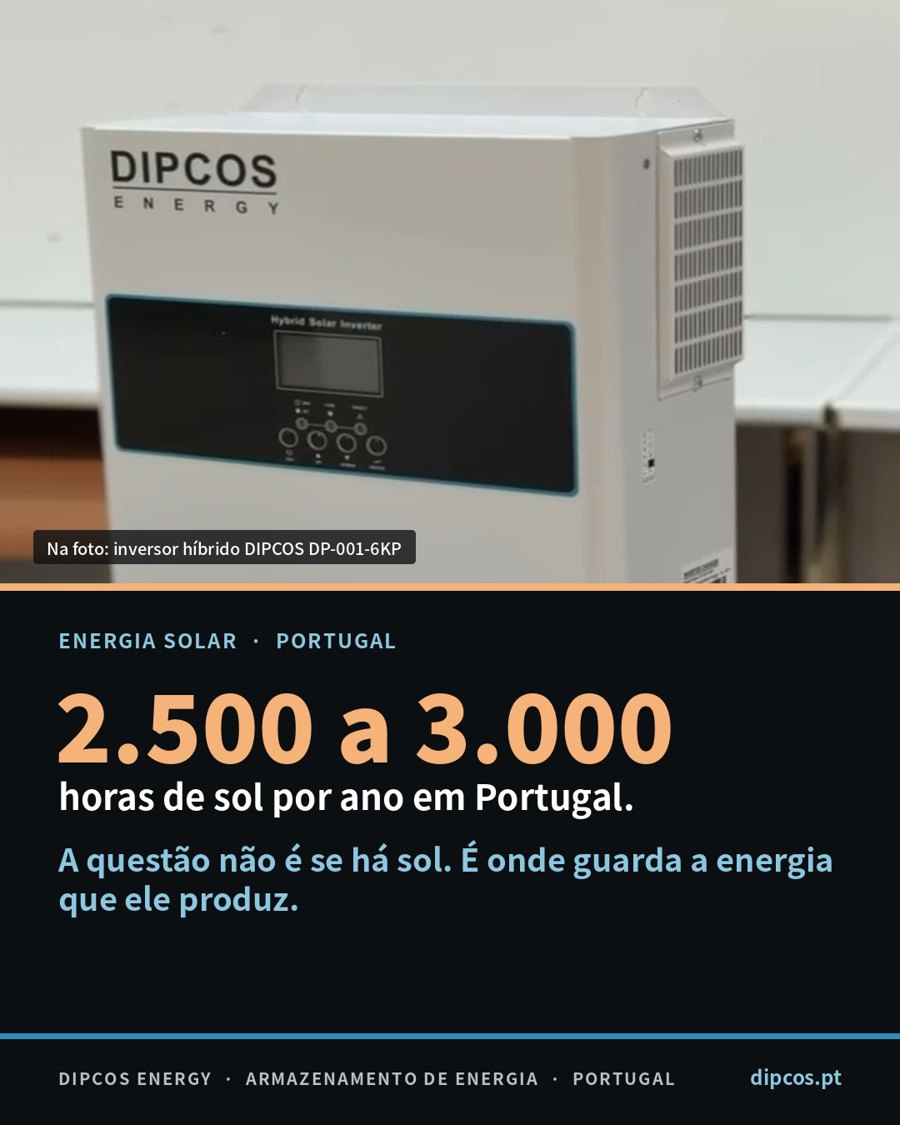 DIPCOS
ENERGY
Hybrid Solar Inverter
Na foto: inversor híbrido DIPCOS DP-001-6KP
ENERGIA SOLAR · PORTUGAL
2.500 a 3.000
horas de sol por ano em Portugal.
A questão não é se há sol. É onde guarda a energia
que ele produz.
DIPCOS ENERGY · ARMAZENAMENTO DE ENERGIA · PORTUGAL
dipcos.pt